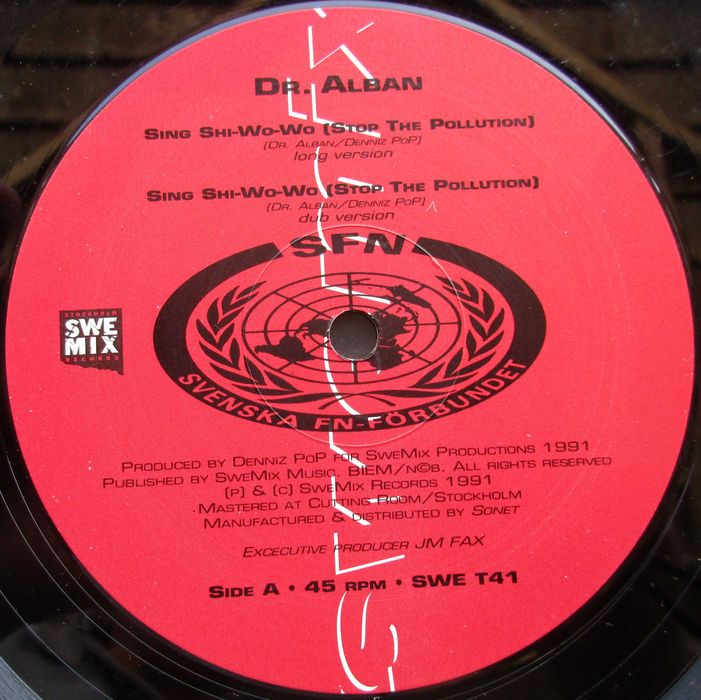 Dr. Alban
Sing Shi-Wo-Wo (Stop The Pollution)
(Dr. Alban/Denniz PoP)
long version
Sing Shi-Wo-Wo (Stop The Pollution)
(Dr. Alban/Denniz PoP)
dub version
SFN
SVENSKA FN-FÖRBUNDET
STOCKHOLM
SWE
MIX
RECORDS
Produced by Denniz PoP for SweMix Productions 1991
Published by SweMix Music. BIEM/n©b. All rights reserved
(p) & (c) SweMix Records 1991
Mastered at Cutting Room/Stockholm
Manufactured & distributed by Sonet
Excecutive producer JM FAX
Side A • 45 rpm • SWE T41